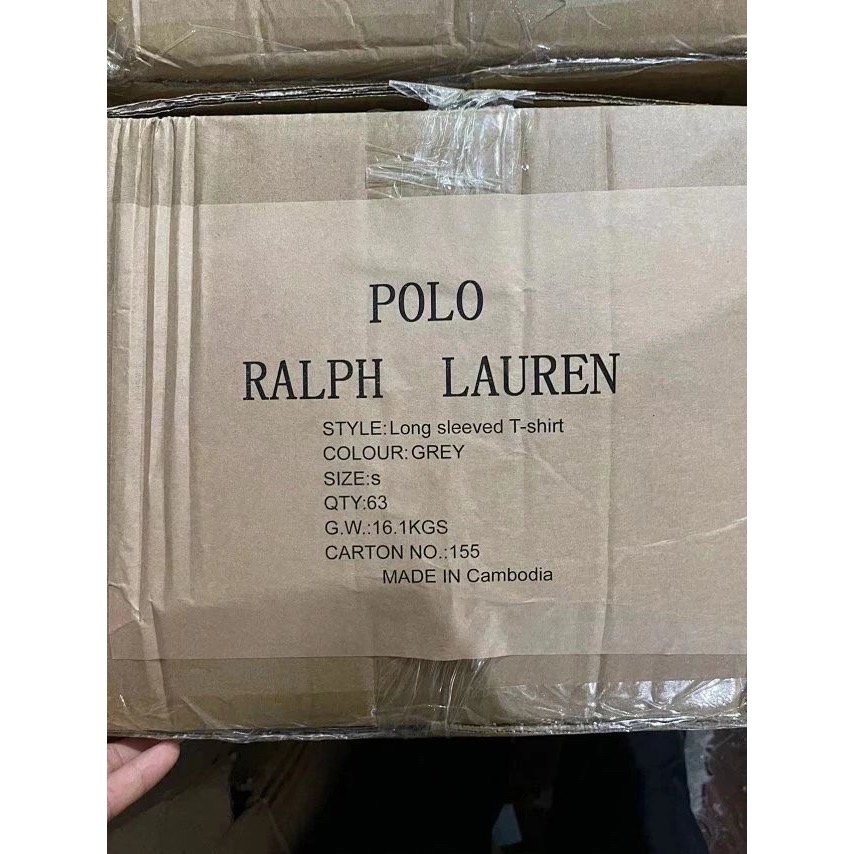 POLO
RALPH LAUREN
STYLE:Long sleeved T-shirt
COLOUR:GREY
SIZE:s
QTY:63
G.W.:16.1KGS
CARTON NO.:155
MADE IN Cambodia